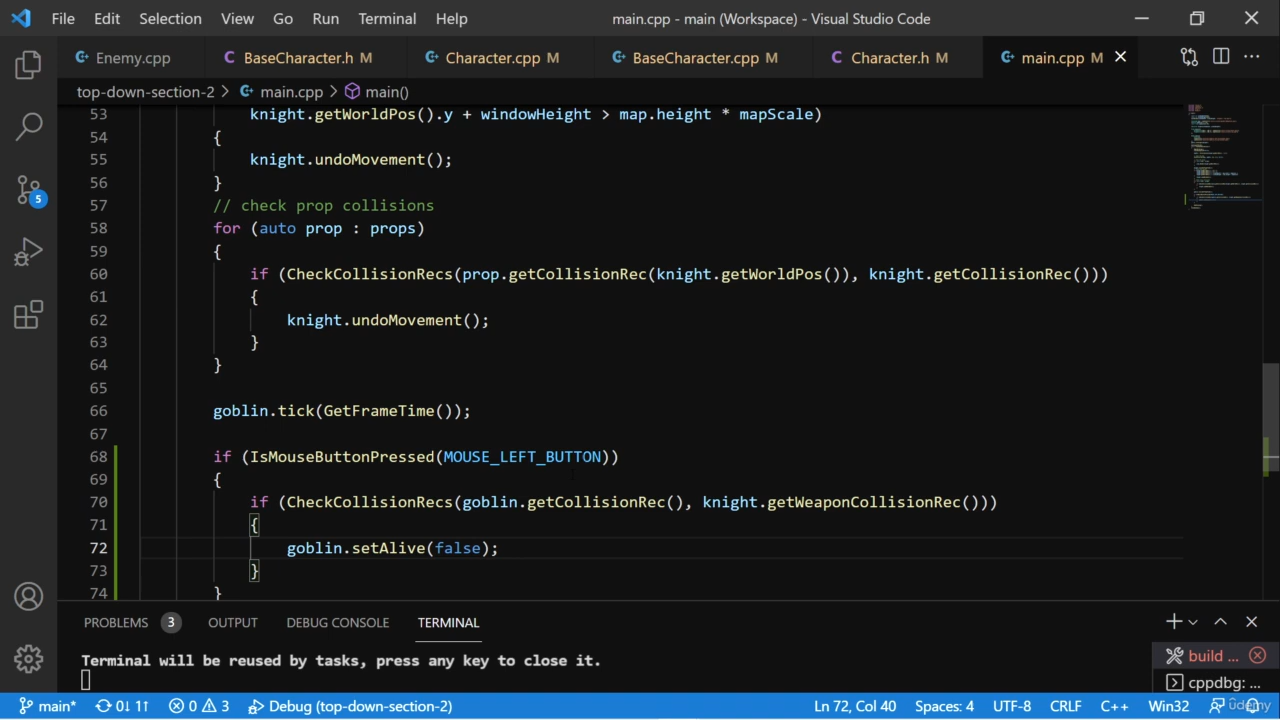 File Edit Selection View Go Run Terminal Help main.cpp - main (Workspace) - Visual Studio Code
Enemy.cpp C BaseCharacter.h M Character.cpp M BaseCharacter.cpp M C Character.h M main.cpp M
top-down-section-2 > main.cpp > main()
53 knight.getWorldPos().y + windowHeight > map.height * mapScale)
54 {
55 knight.undoMovement();
56 }
57 // check prop collisions
58 for (auto prop : props)
59 {
60 if (CheckCollisionRecs(prop.getCollisionRec(knight.getWorldPos()), knight.getCollisionRec()))
61 {
62 knight.undoMovement();
63 }
64 }
65
66 goblin.tick(GetFrameTime());
67
68 if (IsMouseButtonPressed(MOUSE_LEFT_BUTTON))
69 {
70 if (CheckCollisionRecs(goblin.getCollisionRec(), knight.getWeaponCollisionRec()))
71 {
72 goblin.setAlive(false);
73 }
74 }
5
PROBLEMS 3 OUTPUT DEBUG CONSOLE TERMINAL
Terminal will be reused by tasks, press any key to close it.
build ...
cppdbg: ...
main* 0↓ 1↑ 0 3 Debug (top-down-section-2) Ln 72, Col 40 Spaces: 4 UTF-8 CRLF C++ Win32
udemy